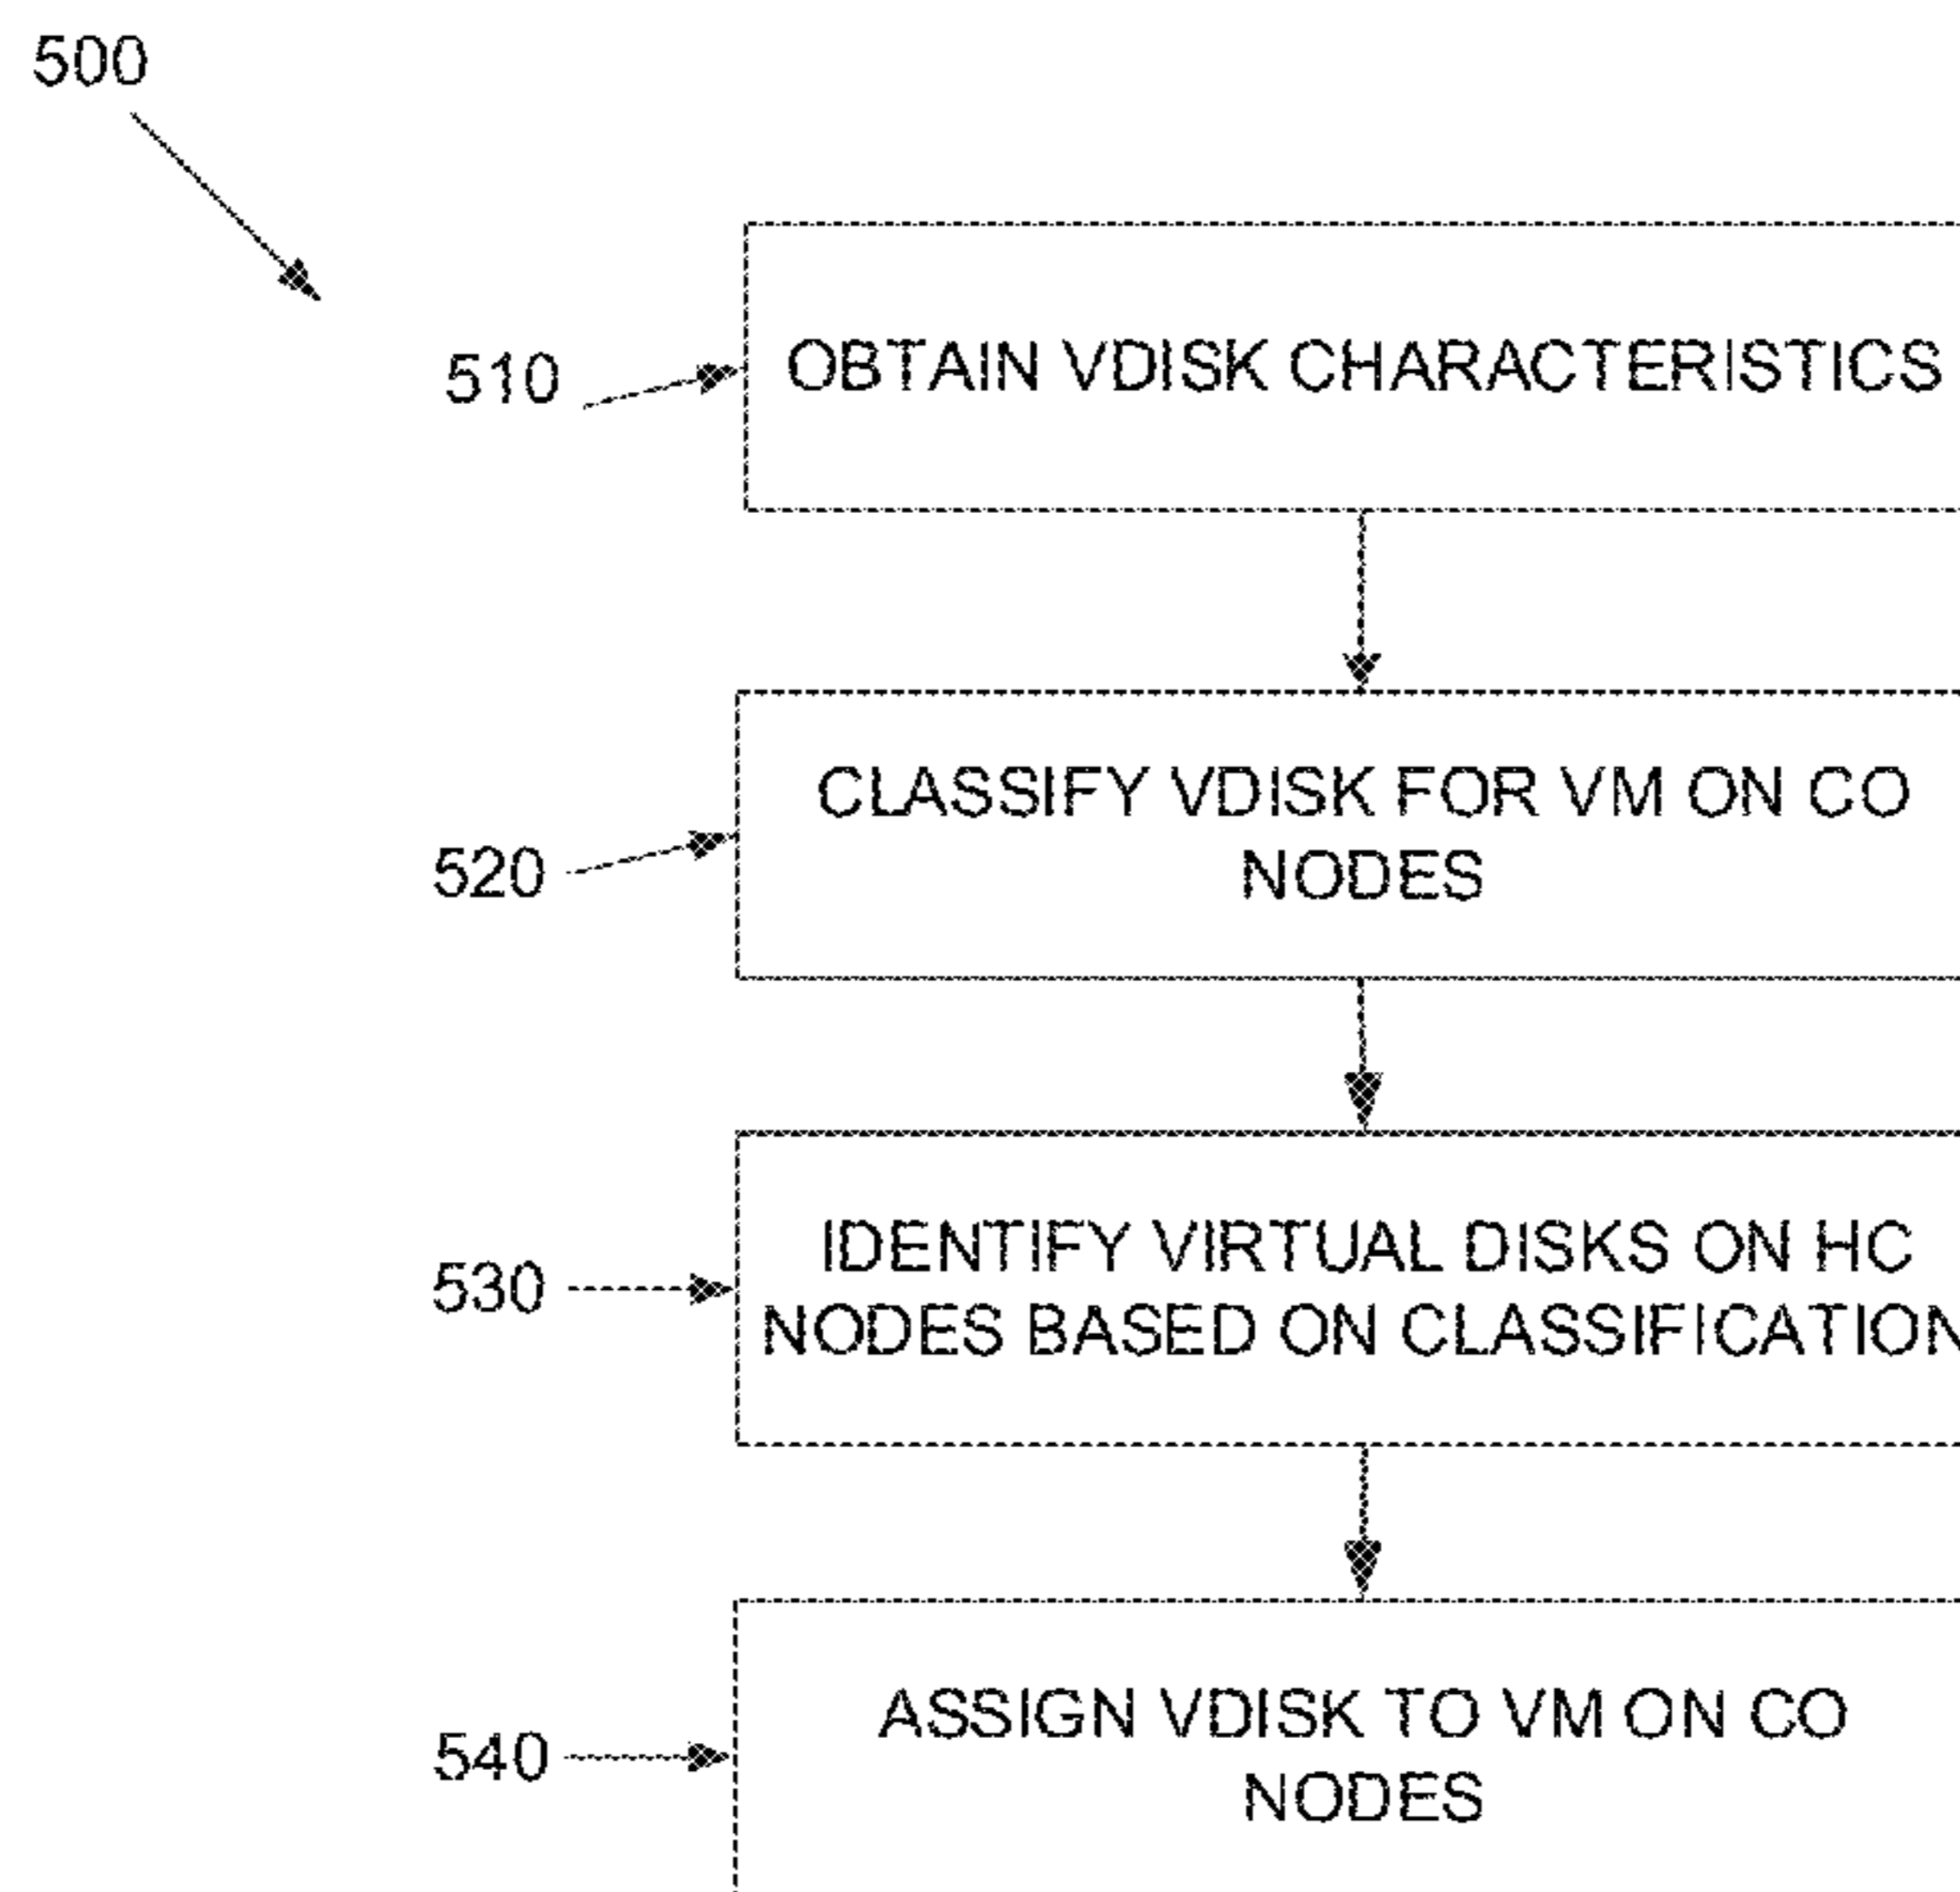 500
510
OBTAIN VDISK CHARACTERISTICS
520
CLASSIFY VDISK FOR VM ON CO
NODES
530
IDENTIFY VIRTUAL DISKS ON HC
NODES BASED ON CLASSIFICATION
540
ASSIGN VDISK TO VM ON CO
NODES